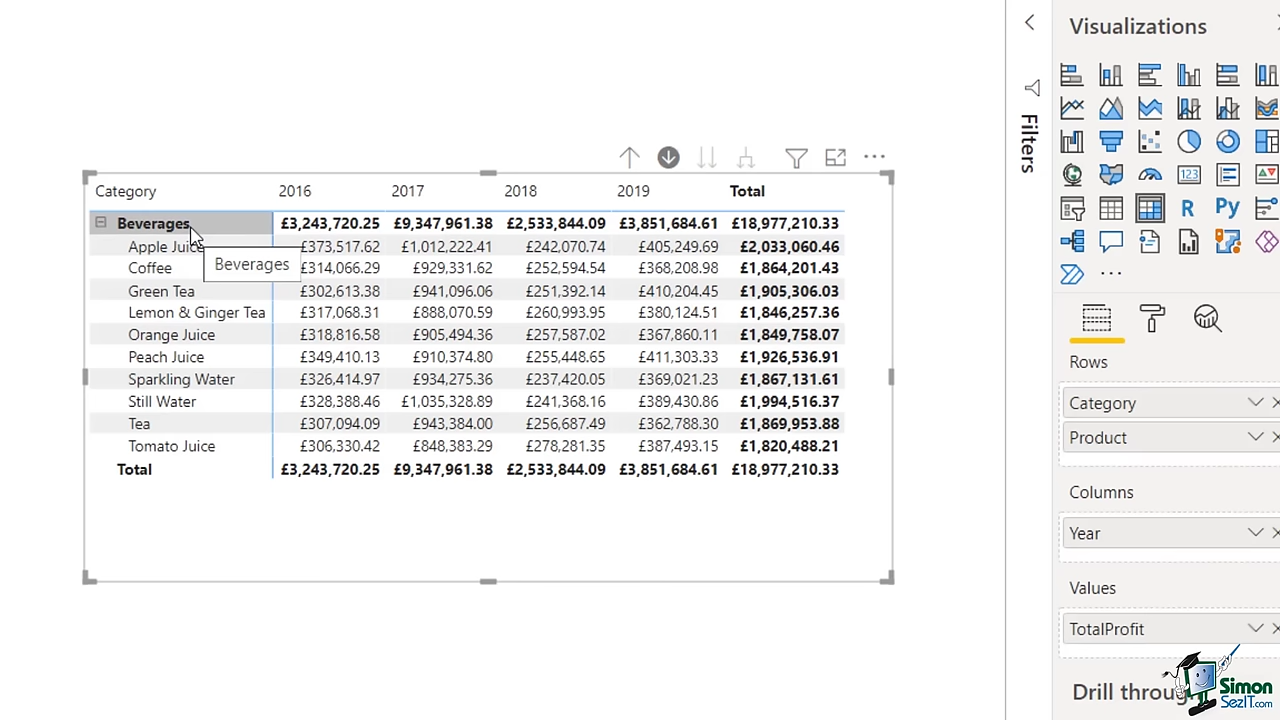 Visualizations
Filters
Category 2016 2017 2018 2019 Total
Beverages £3,243,720.25 £9,347,961.38 £2,533,844.09 £3,851,684.61 £18,977,210.33
Apple Juice £373,517.62 £1,012,222.41 £242,070.74 £405,249.69 £2,033,060.46
Beverages
Coffee £314,066.29 £929,331.62 £252,594.54 £368,208.98 £1,864,201.43
Green Tea £302,613.38 £941,096.06 £251,392.14 £410,204.45 £1,905,306.03
Lemon & Ginger Tea £317,068.31 £888,070.59 £260,993.95 £380,124.51 £1,846,257.36
Orange Juice £318,816.58 £905,494.36 £257,587.02 £367,860.11 £1,849,758.07
Peach Juice £349,410.13 £910,374.80 £255,448.65 £411,303.33 £1,926,536.91
Sparkling Water £326,414.97 £934,275.36 £237,420.05 £369,021.23 £1,867,131.61
Still Water £328,388.46 £1,035,328.89 £241,368.16 £389,430.86 £1,994,516.37
Tea £307,094.09 £943,384.00 £256,687.49 £362,788.30 £1,869,953.88
Tomato Juice £306,330.42 £848,383.29 £278,281.35 £387,493.15 £1,820,488.21
Total £3,243,720.25 £9,347,961.38 £2,533,844.09 £3,851,684.61 £18,977,210.33
123
R Py
Rows
Category
Product
Columns
Year
Values
TotalProfit
Drill through
Simon
SezIT.com